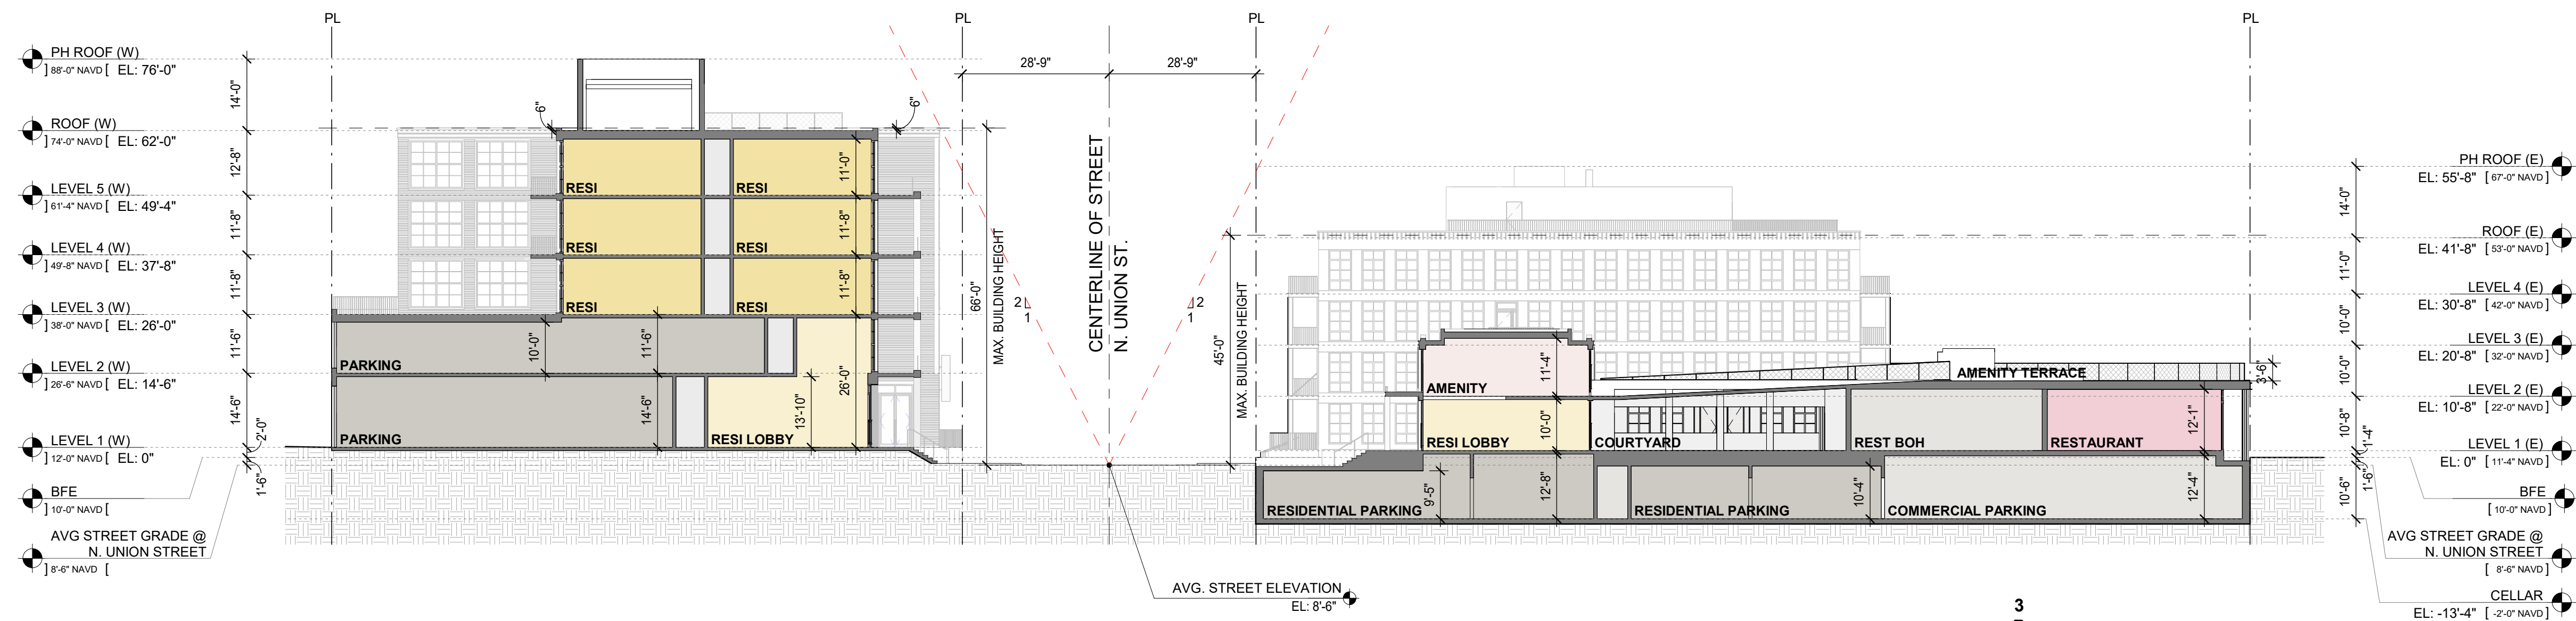 PL
PL
PL
PL
PH ROOF (W)
] 88'-0" NAVD [ EL: 76'-0"
ROOF (W)
] 74'-0" NAVD [ EL: 62'-0"
LEVEL 5 (W)
] 61'-4" NAVD [ EL: 49'-4"
LEVEL 4 (W)
] 49'-8" NAVD [ EL: 37'-8"
LEVEL 3 (W)
] 38'-0" NAVD [ EL: 26'-0"
LEVEL 2 (W)
] 26'-6" NAVD [ EL: 14'-6"
LEVEL 1 (W)
] 12'-0" NAVD [ EL: 0"
BFE
] 10'-0" NAVD [
AVG STREET GRADE @
N. UNION STREET
] 8'-6" NAVD [
14'-0"
12'-8"
11'-8"
11'-8"
11'-6"
14'-6"
2'-0"
1'-6"
6"
6"
RESI
RESI
11'-0"
RESI
RESI
11'-8"
RESI
RESI
11'-8"
PARKING
10'-0"
11'-6"
26'-0"
PARKING
14'-6"
RESI LOBBY
13'-10"
28'-9"
28'-9"
66'-0"
MAX. BUILDING HEIGHT
2
1
CENTERLINE OF STREET
N. UNION ST.
2
1
45'-0"
MAX. BUILDING HEIGHT
AVG. STREET ELEVATION
EL: 8'-6"
AMENITY
11'-4"
AMENITY TERRACE
3'-6"
RESI LOBBY
10'-0"
COURTYARD
REST BOH
RESTAURANT
12'-1"
RESIDENTIAL PARKING
9'-5"
12'-8"
RESIDENTIAL PARKING
10'-4"
COMMERCIAL PARKING
12'-4"
14'-0"
11'-0"
10'-0"
10'-0"
10'-8"
1'-4"
1'-6"
10'-6"
PH ROOF (E)
EL: 55'-8" [ 67'-0" NAVD ]
ROOF (E)
EL: 41'-8" [ 53'-0" NAVD ]
LEVEL 4 (E)
EL: 30'-8" [ 42'-0" NAVD ]
LEVEL 3 (E)
EL: 20'-8" [ 32'-0" NAVD ]
LEVEL 2 (E)
EL: 10'-8" [ 22'-0" NAVD ]
LEVEL 1 (E)
EL: 0" [ 11'-4" NAVD ]
BFE
[ 10'-0" NAVD ]
AVG STREET GRADE @
N. UNION STREET
[ 8'-6" NAVD ]
CELLAR
EL: -13'-4" [ -2'-0" NAVD ]
3